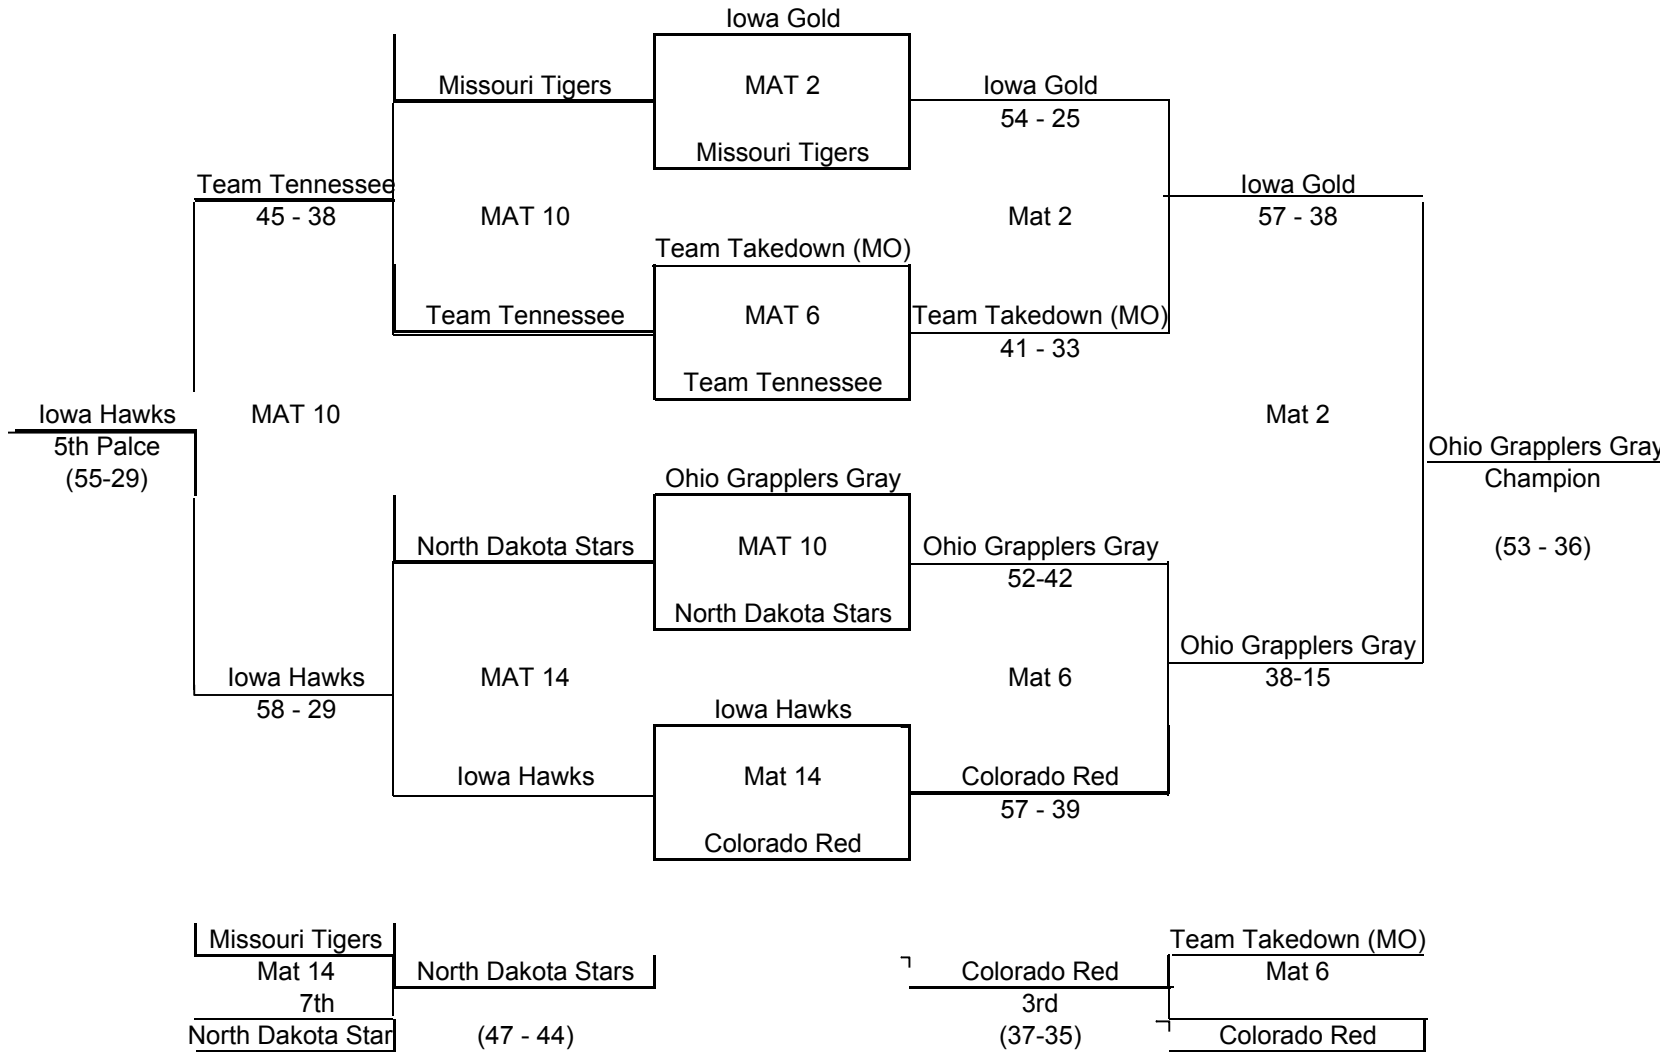 Iowa Gold
Missouri Tigers MAT 2 Iowa Gold
54 - 25
Missouri Tigers
Team Tennessee Iowa Gold
45 - 38 MAT 10 Mat 2 57 - 38
Team Takedown (MO)
Team Tennessee MAT 6 Team Takedown (MO)
41 - 33
Team Tennessee
Iowa Hawks MAT 10 Mat 2
5th Palce Ohio Grapplers Gray
(55-29) Ohio Grapplers Gray Champion
North Dakota Stars MAT 10 Ohio Grapplers Gray (53 - 36)
52-42
North Dakota Stars
Ohio Grapplers Gray
Iowa Hawks MAT 14 Mat 6 38-15
58 - 29 Iowa Hawks
Iowa Hawks Mat 14 Colorado Red
57 - 39
Colorado Red
Missouri Tigers Team Takedown (MO)
Mat 14 North Dakota Stars Colorado Red Mat 6
7th 3rd
North Dakota Star (47 - 44) (37-35) Colorado Red